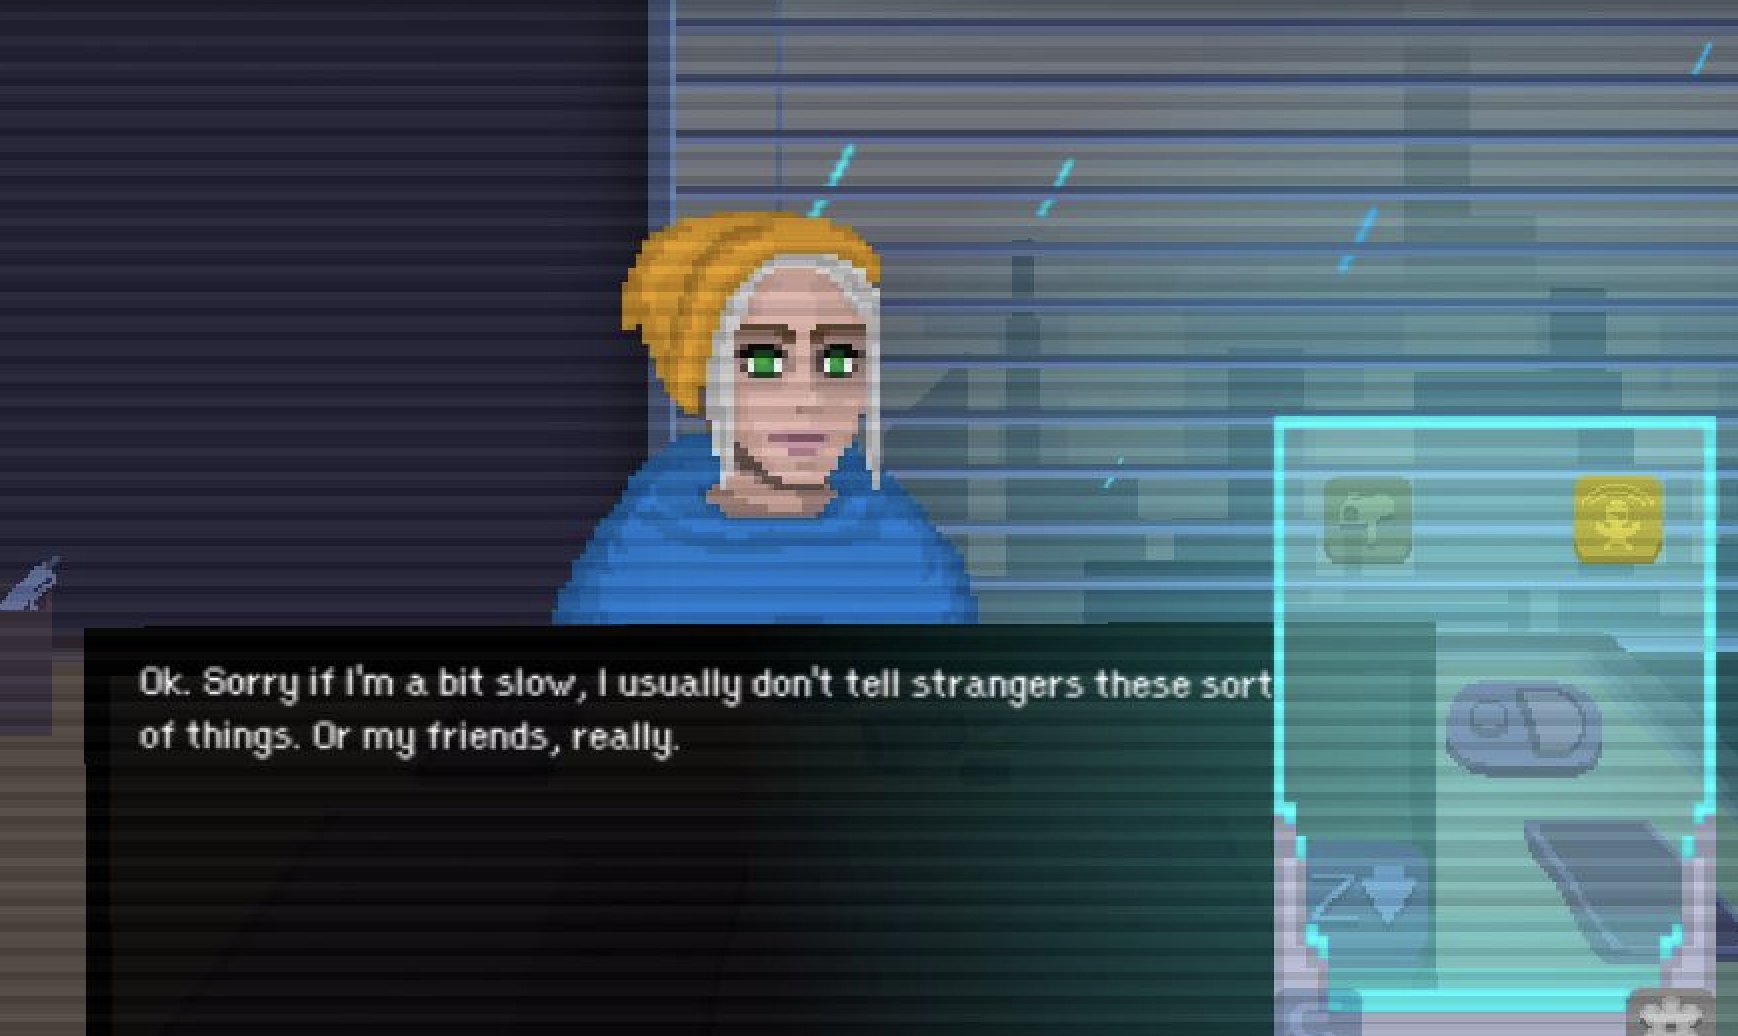 Ok. Sorry if I'm a bit slow, I usually don't tell strangers these sort
of things. Or my friends, really.
Z